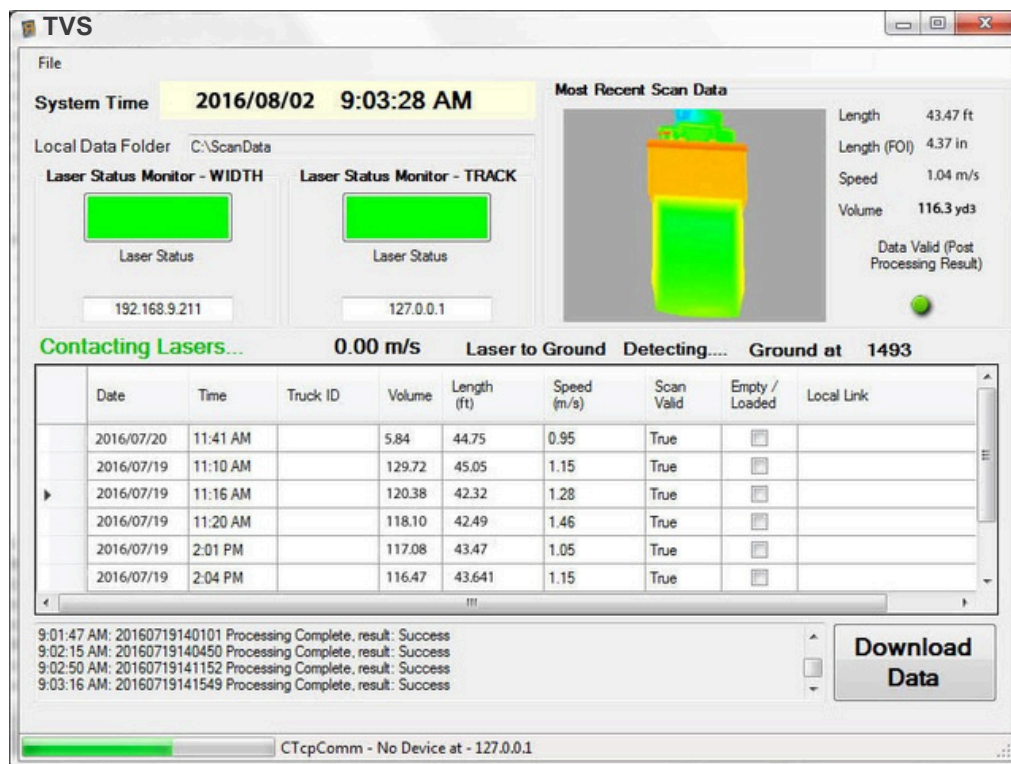 TVS
File
System Time 2016/08/02 9:03:28 AM
Local Data Folder C:\ScanData
Laser Status Monitor - WIDTH
Laser Status
192.168.9.211
Laser Status Monitor - TRACK
Laser Status
127.0.0.1
Most Recent Scan Data
Length 43.47 ft
Length (FOI) 4.37 in
Speed 1.04 m/s
Volume 116.3 yd3
Data Valid (Post
Processing Result)
Contacting Lasers... 0.00 m/s Laser to Ground Detecting.... Ground at 1493
Date Time Truck ID Volume Length (ft) Speed (m/s) Scan Valid Empty / Loaded Local Link
2016/07/20 11:41 AM 5.84 44.75 0.95 True
2016/07/19 11:10 AM 129.72 45.05 1.15 True
2016/07/19 11:16 AM 120.38 42.32 1.28 True
2016/07/19 11:20 AM 118.10 42.49 1.46 True
2016/07/19 2:01 PM 117.08 43.47 1.05 True
2016/07/19 2:04 PM 116.47 43.641 1.15 True
9:01:47 AM: 20160719140101 Processing Complete, result: Success
9:02:15 AM: 20160719140450 Processing Complete, result: Success
9:02:50 AM: 20160719141152 Processing Complete, result: Success
9:03:16 AM: 20160719141549 Processing Complete, result: Success
Download
Data
CTcpComm - No Device at - 127.0.0.1